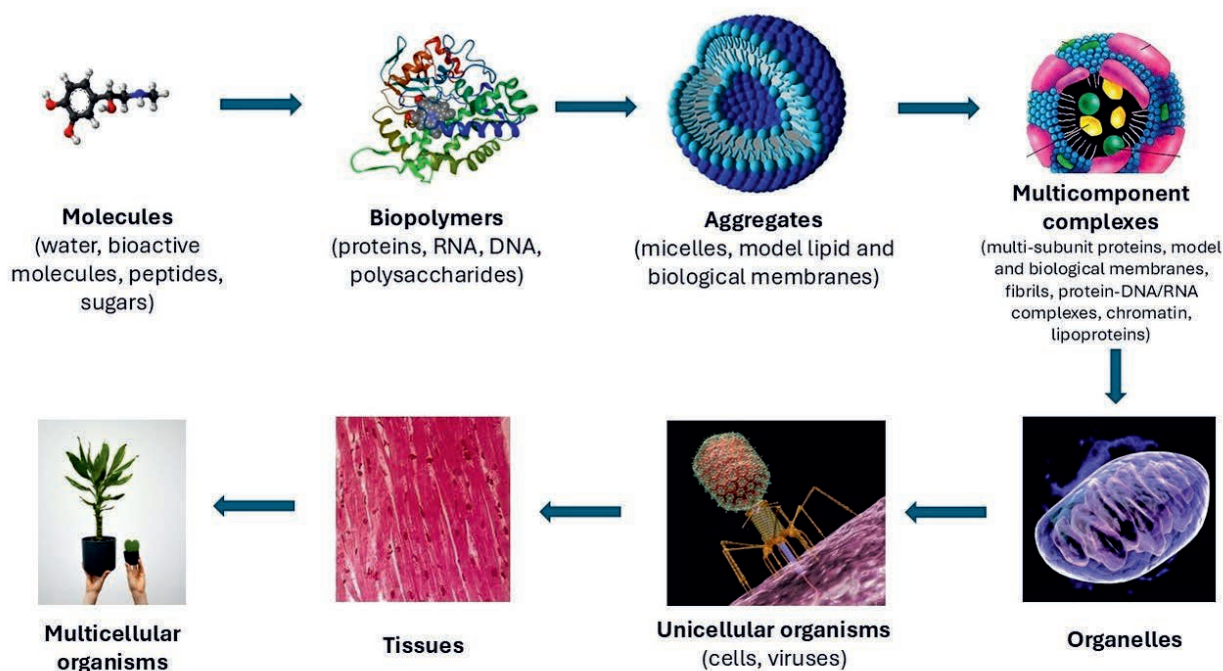 Molecules
(water, bioactive
molecules, peptides,
sugars)
Biopolymers
(proteins, RNA, DNA,
polysaccharides)
Aggregates
(micelles, model lipid and
biological membranes)
Multicomponent
complexes
(multi-subunit proteins, model
and biological membranes,
fibrils, protein-DNA/RNA
complexes, chromatin,
lipoproteins)
Multicellular
organisms
Tissues
Unicellular organisms
(cells, viruses)
Organelles